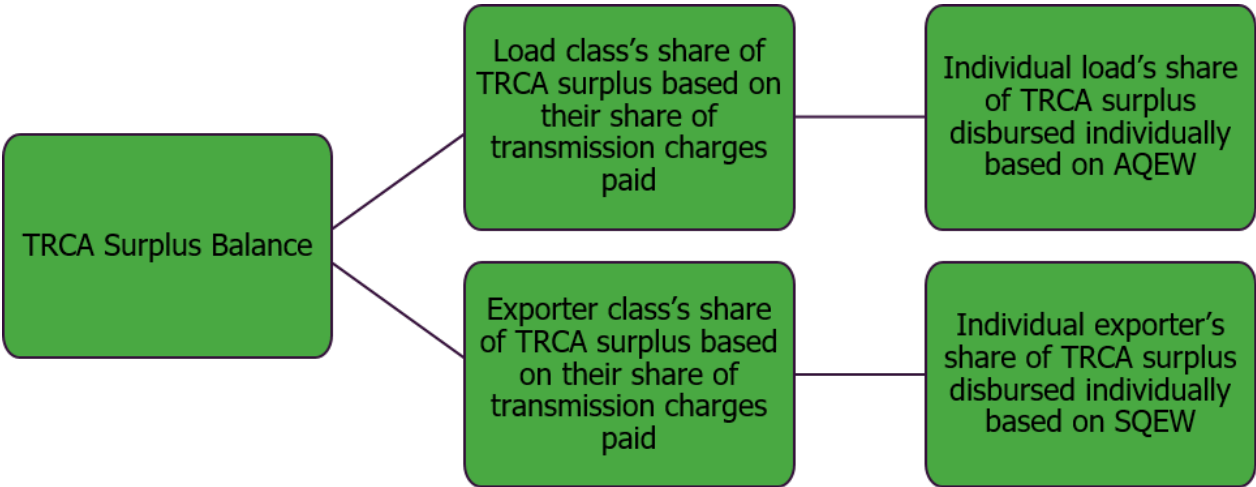 TRCA Surplus Balance
Load class’s share of
TRCA surplus based on
their share of
transmission charges
paid
Individual load’s share
of TRCA surplus
disbursed individually
based on AQEW
Exporter class’s share
of TRCA surplus based
on their share of
transmission charges
paid
Individual exporter’s
share of TRCA surplus
disbursed individually
based on SQEW